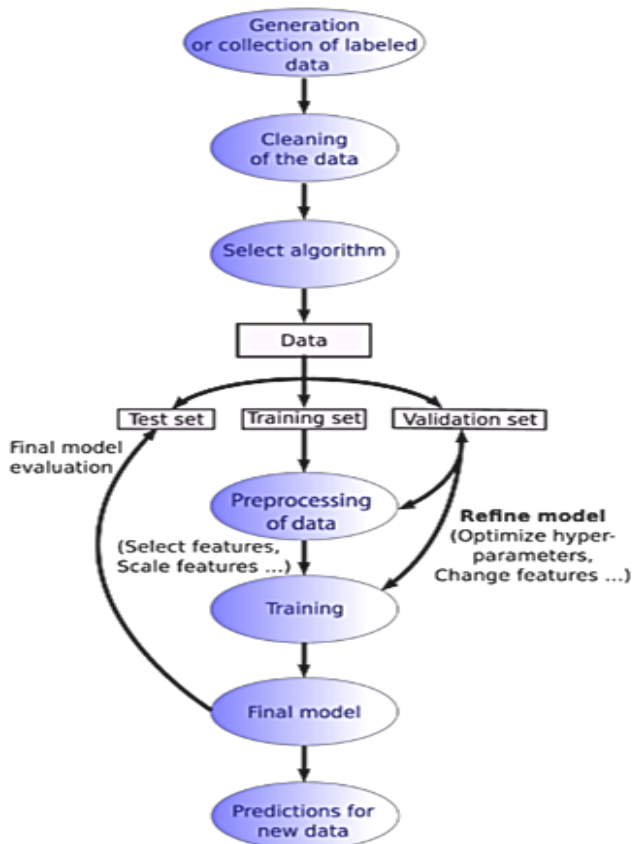 Generation
or collection of labeled
data
Cleaning
of the data
Select algorithm
Data
Test set
Training set
Validation set
Final model
evaluation
Preprocessing
of data
(Select features,
Scale features ...)
Refine model
(Optimize hyper-
parameters,
Change features ...)
Training
Final model
Predictions for
new data